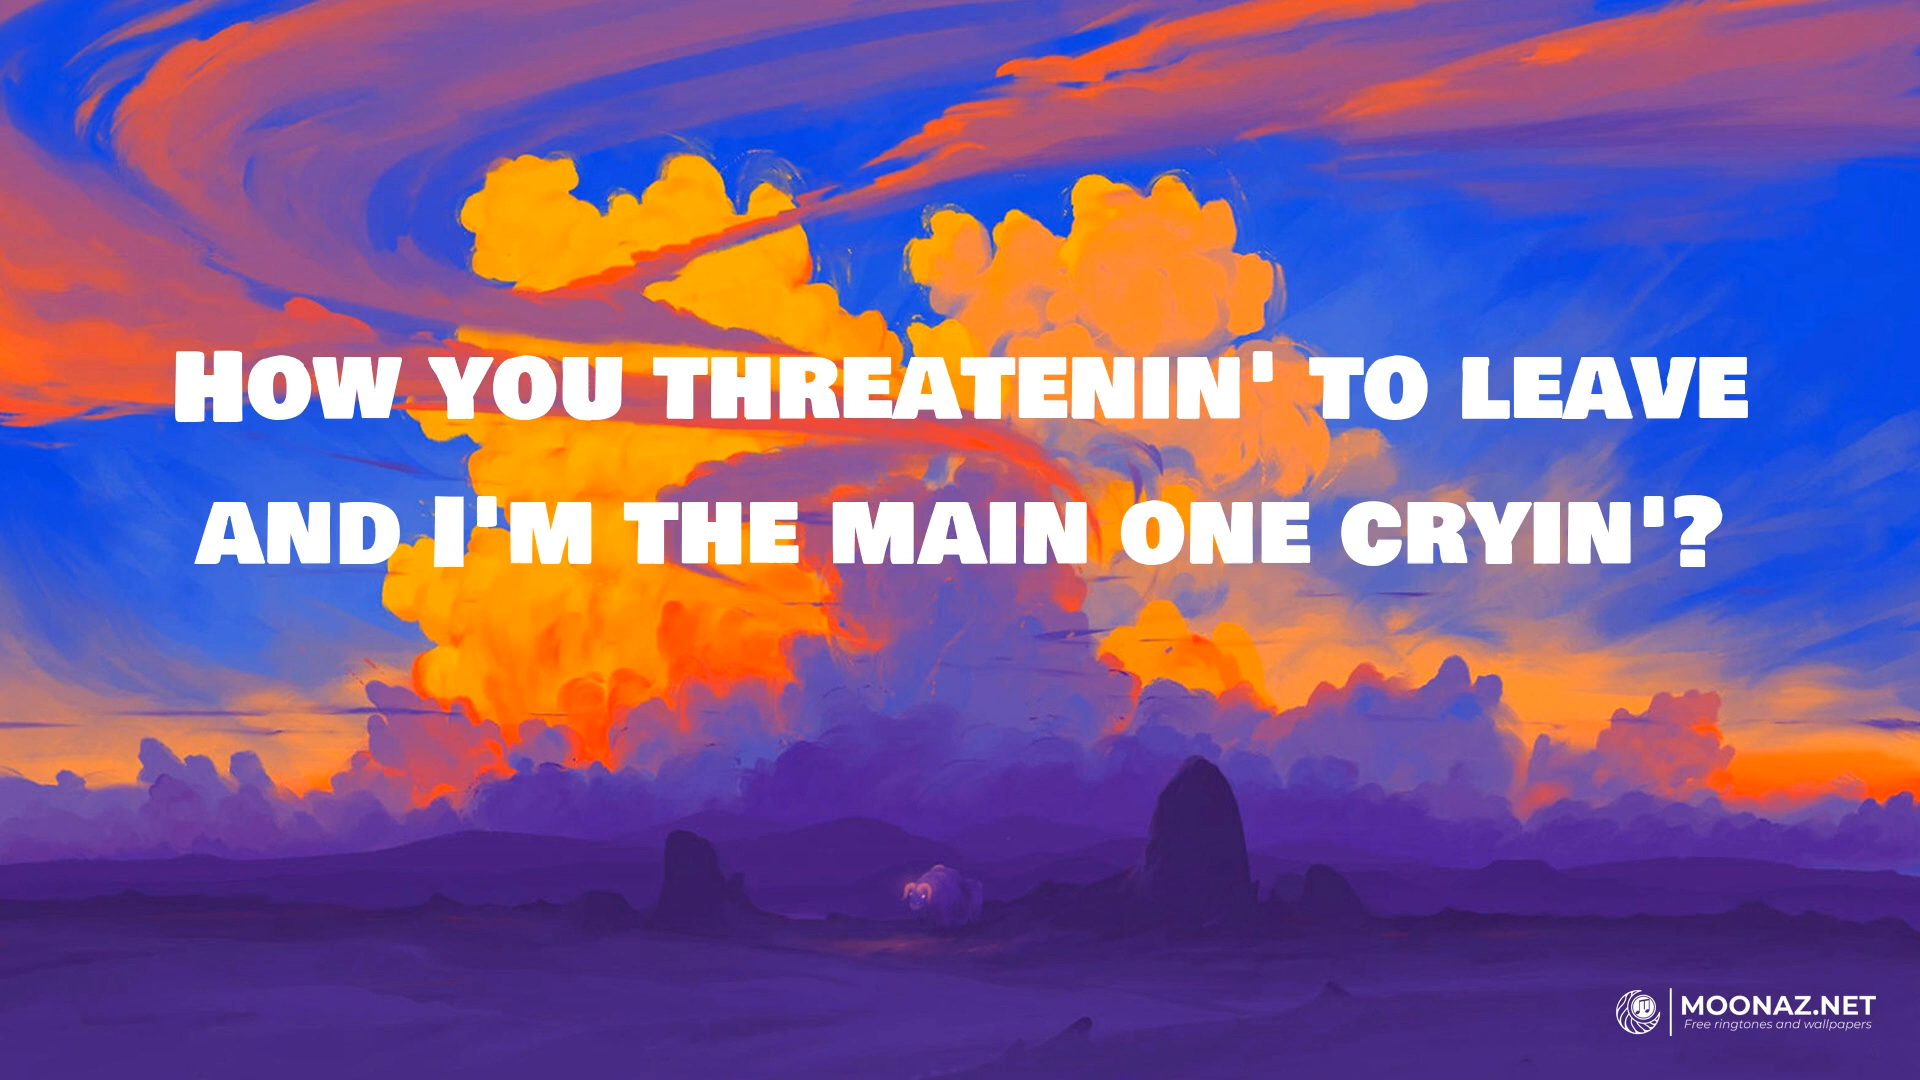 How you threatenin' to leave
and I'm the main one cryin'?
MOONAZ.NET
Free ringtones and wallpapers